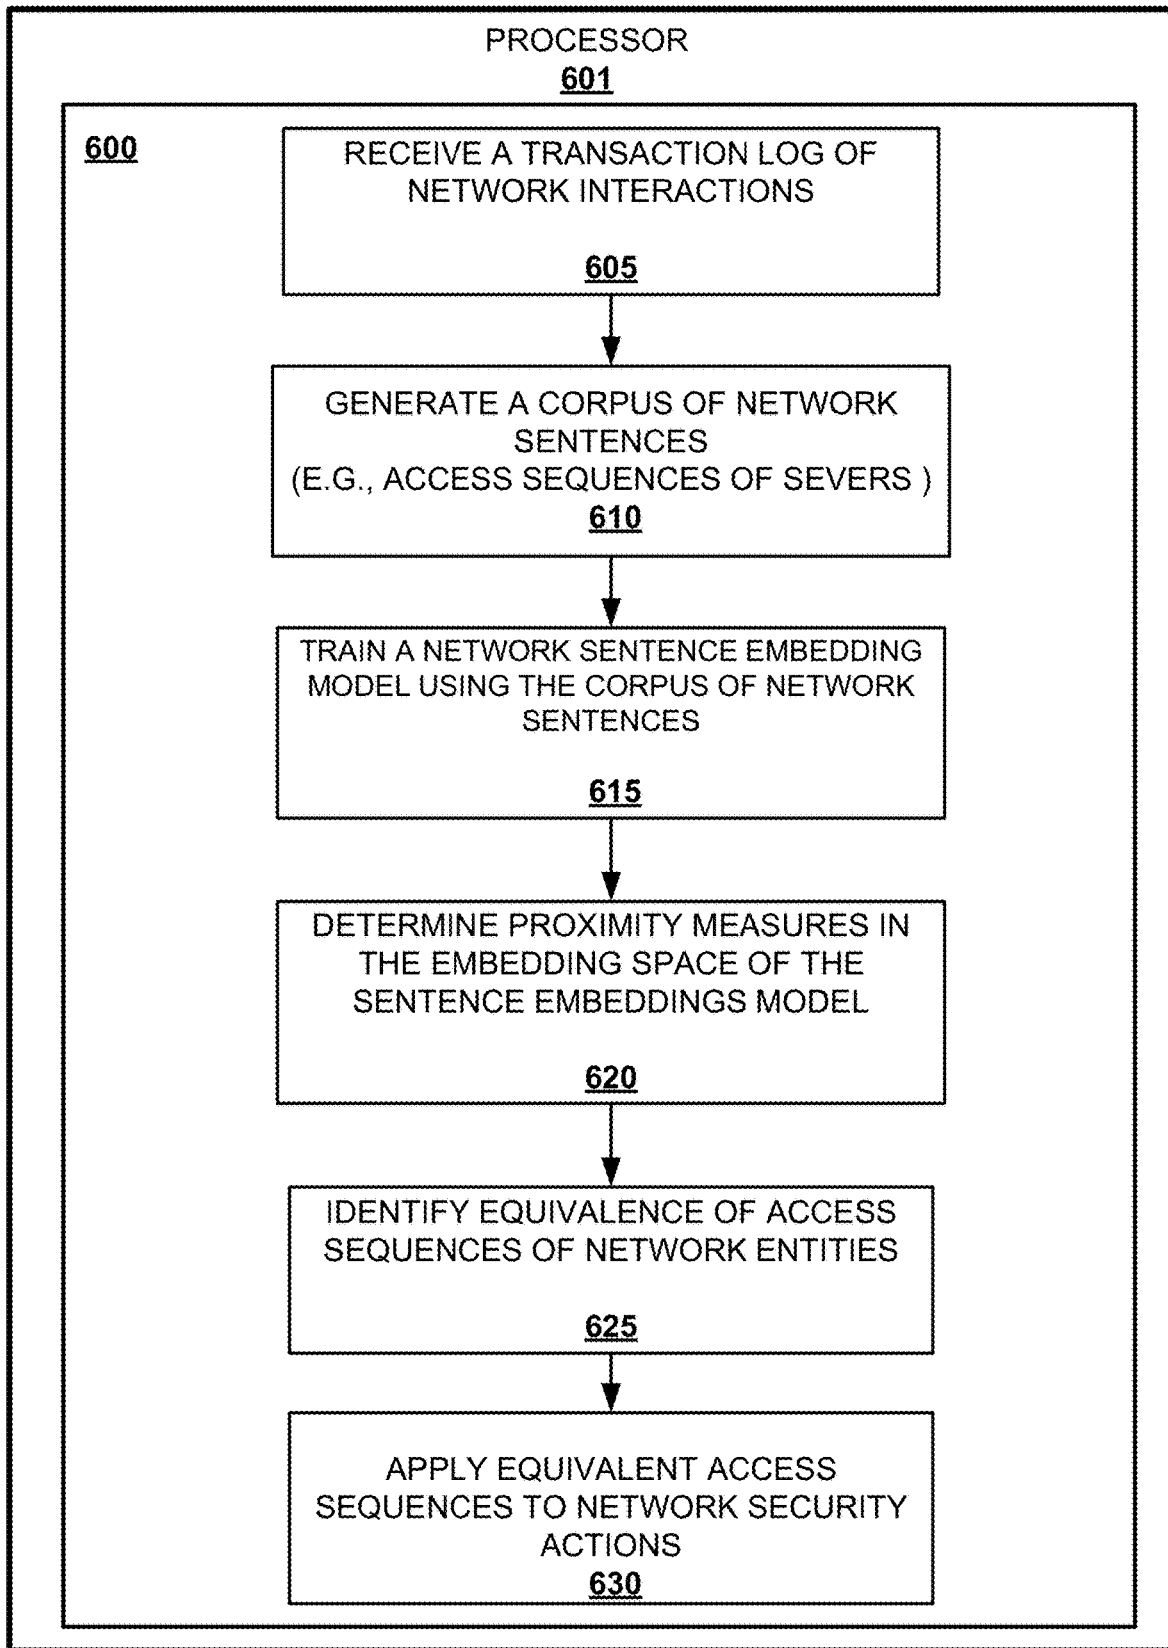 PROCESSOR
601
600
RECEIVE A TRANSACTION LOG OF
NETWORK INTERACTIONS
605
GENERATE A CORPUS OF NETWORK
SENTENCES
(E.G., ACCESS SEQUENCES OF SEVERS )
610
TRAIN A NETWORK SENTENCE EMBEDDING
MODEL USING THE CORPUS OF NETWORK
SENTENCES
615
DETERMINE PROXIMITY MEASURES IN
THE EMBEDDING SPACE OF THE
SENTENCE EMBEDDINGS MODEL
620
IDENTIFY EQUIVALENCE OF ACCESS
SEQUENCES OF NETWORK ENTITIES
625
APPLY EQUIVALENT ACCESS
SEQUENCES TO NETWORK SECURITY
ACTIONS
630